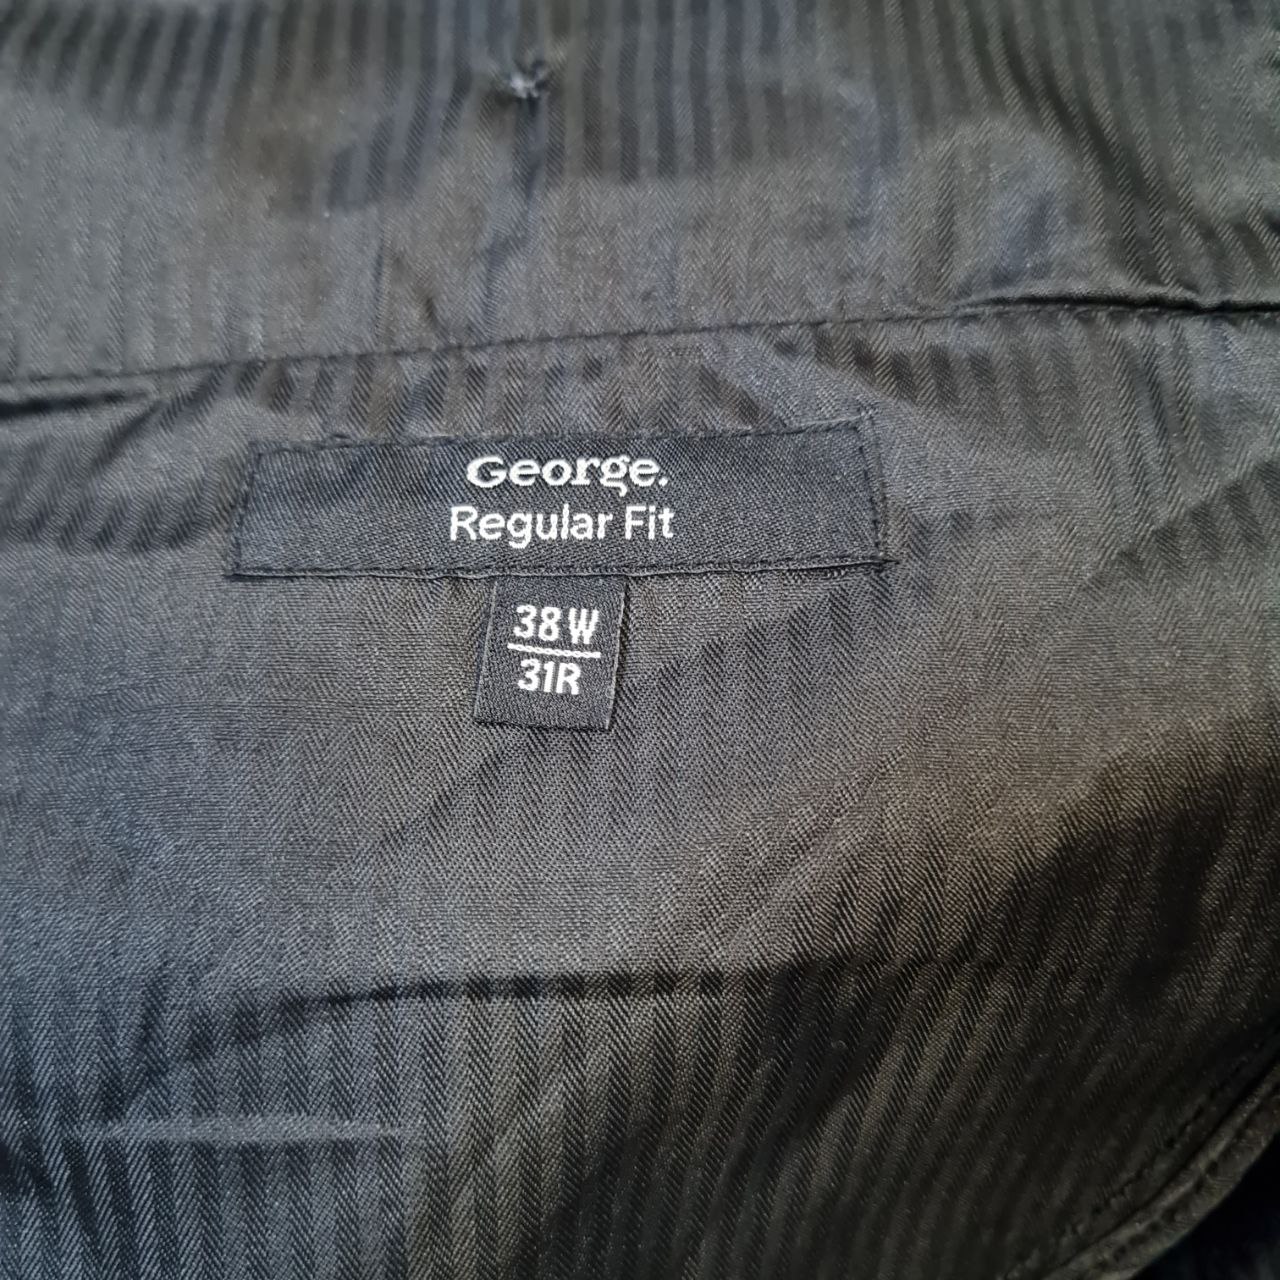 George.
Regular Fit
38W
31R